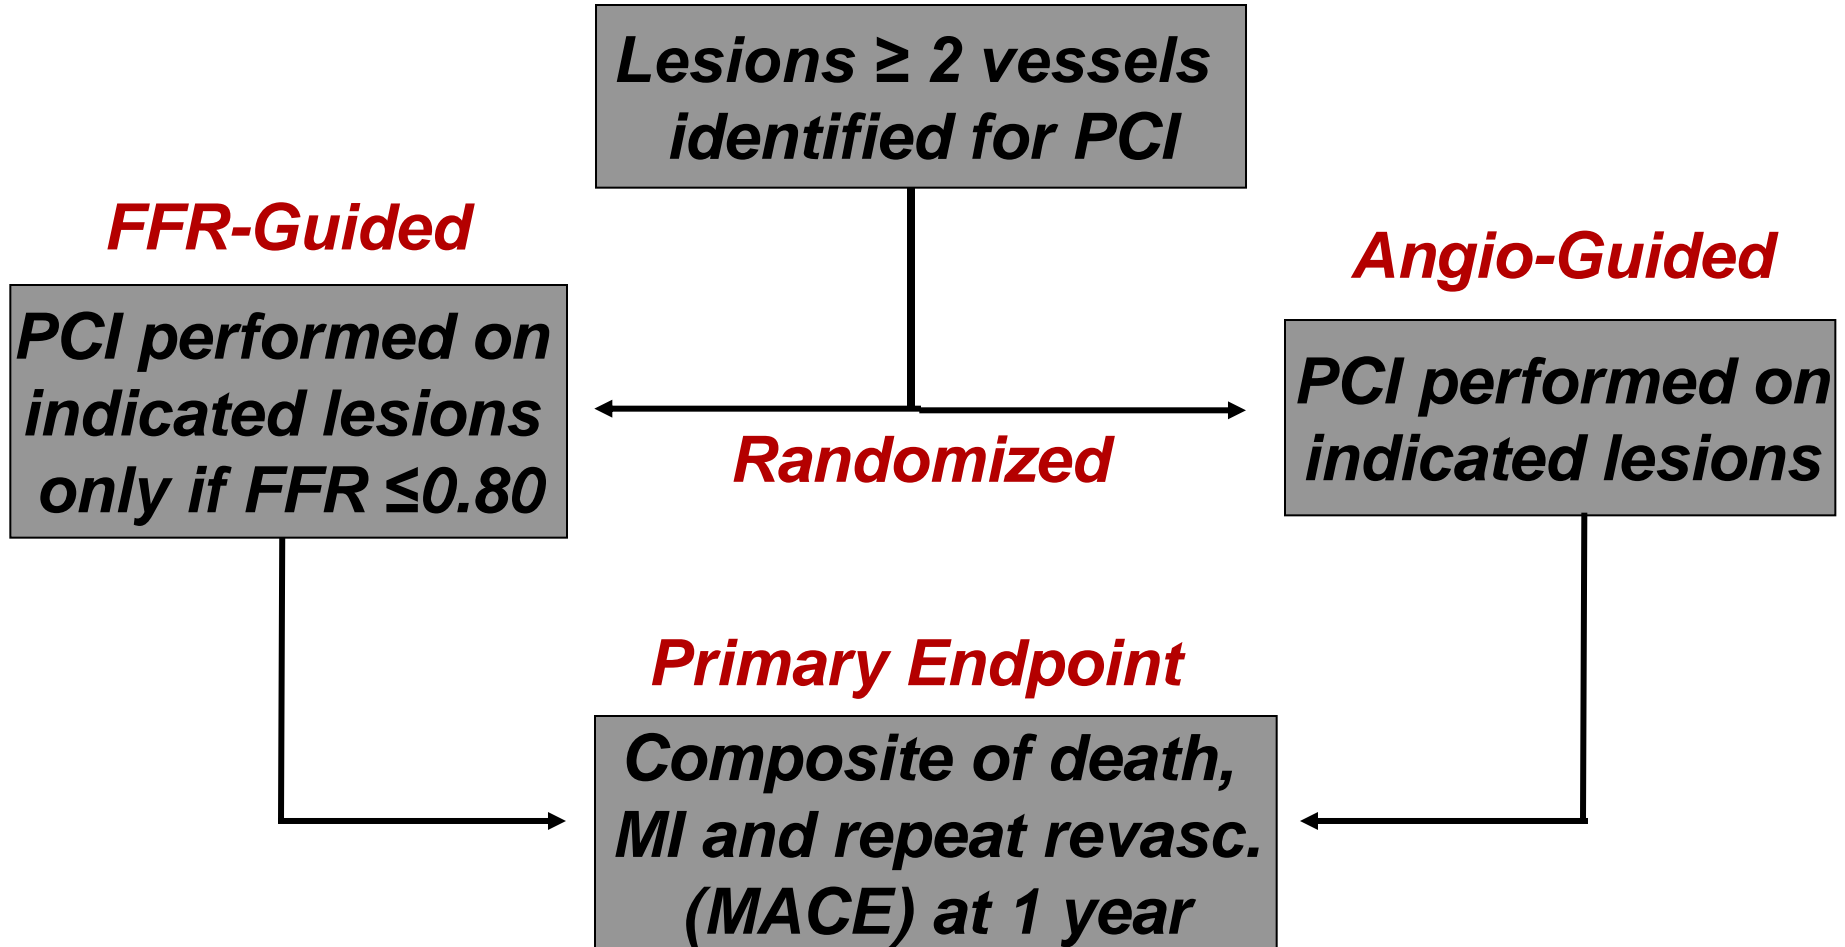 Lesions ≥ 2 vessels
identified for PCI
FFR-Guided
PCI performed on
indicated lesions
only if FFR ≤0.80
Angio-Guided
PCI performed on
indicated lesions
Randomized
Primary Endpoint
Composite of death,
MI and repeat revasc.
(MACE) at 1 year